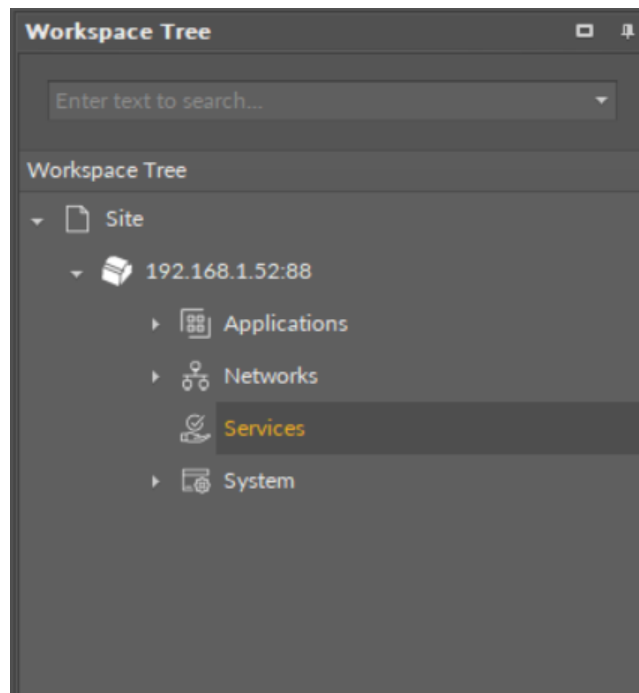 Workspace Tree
Enter text to search...
Workspace Tree
Site
192.168.1.52:88
Applications
Networks
Services
System